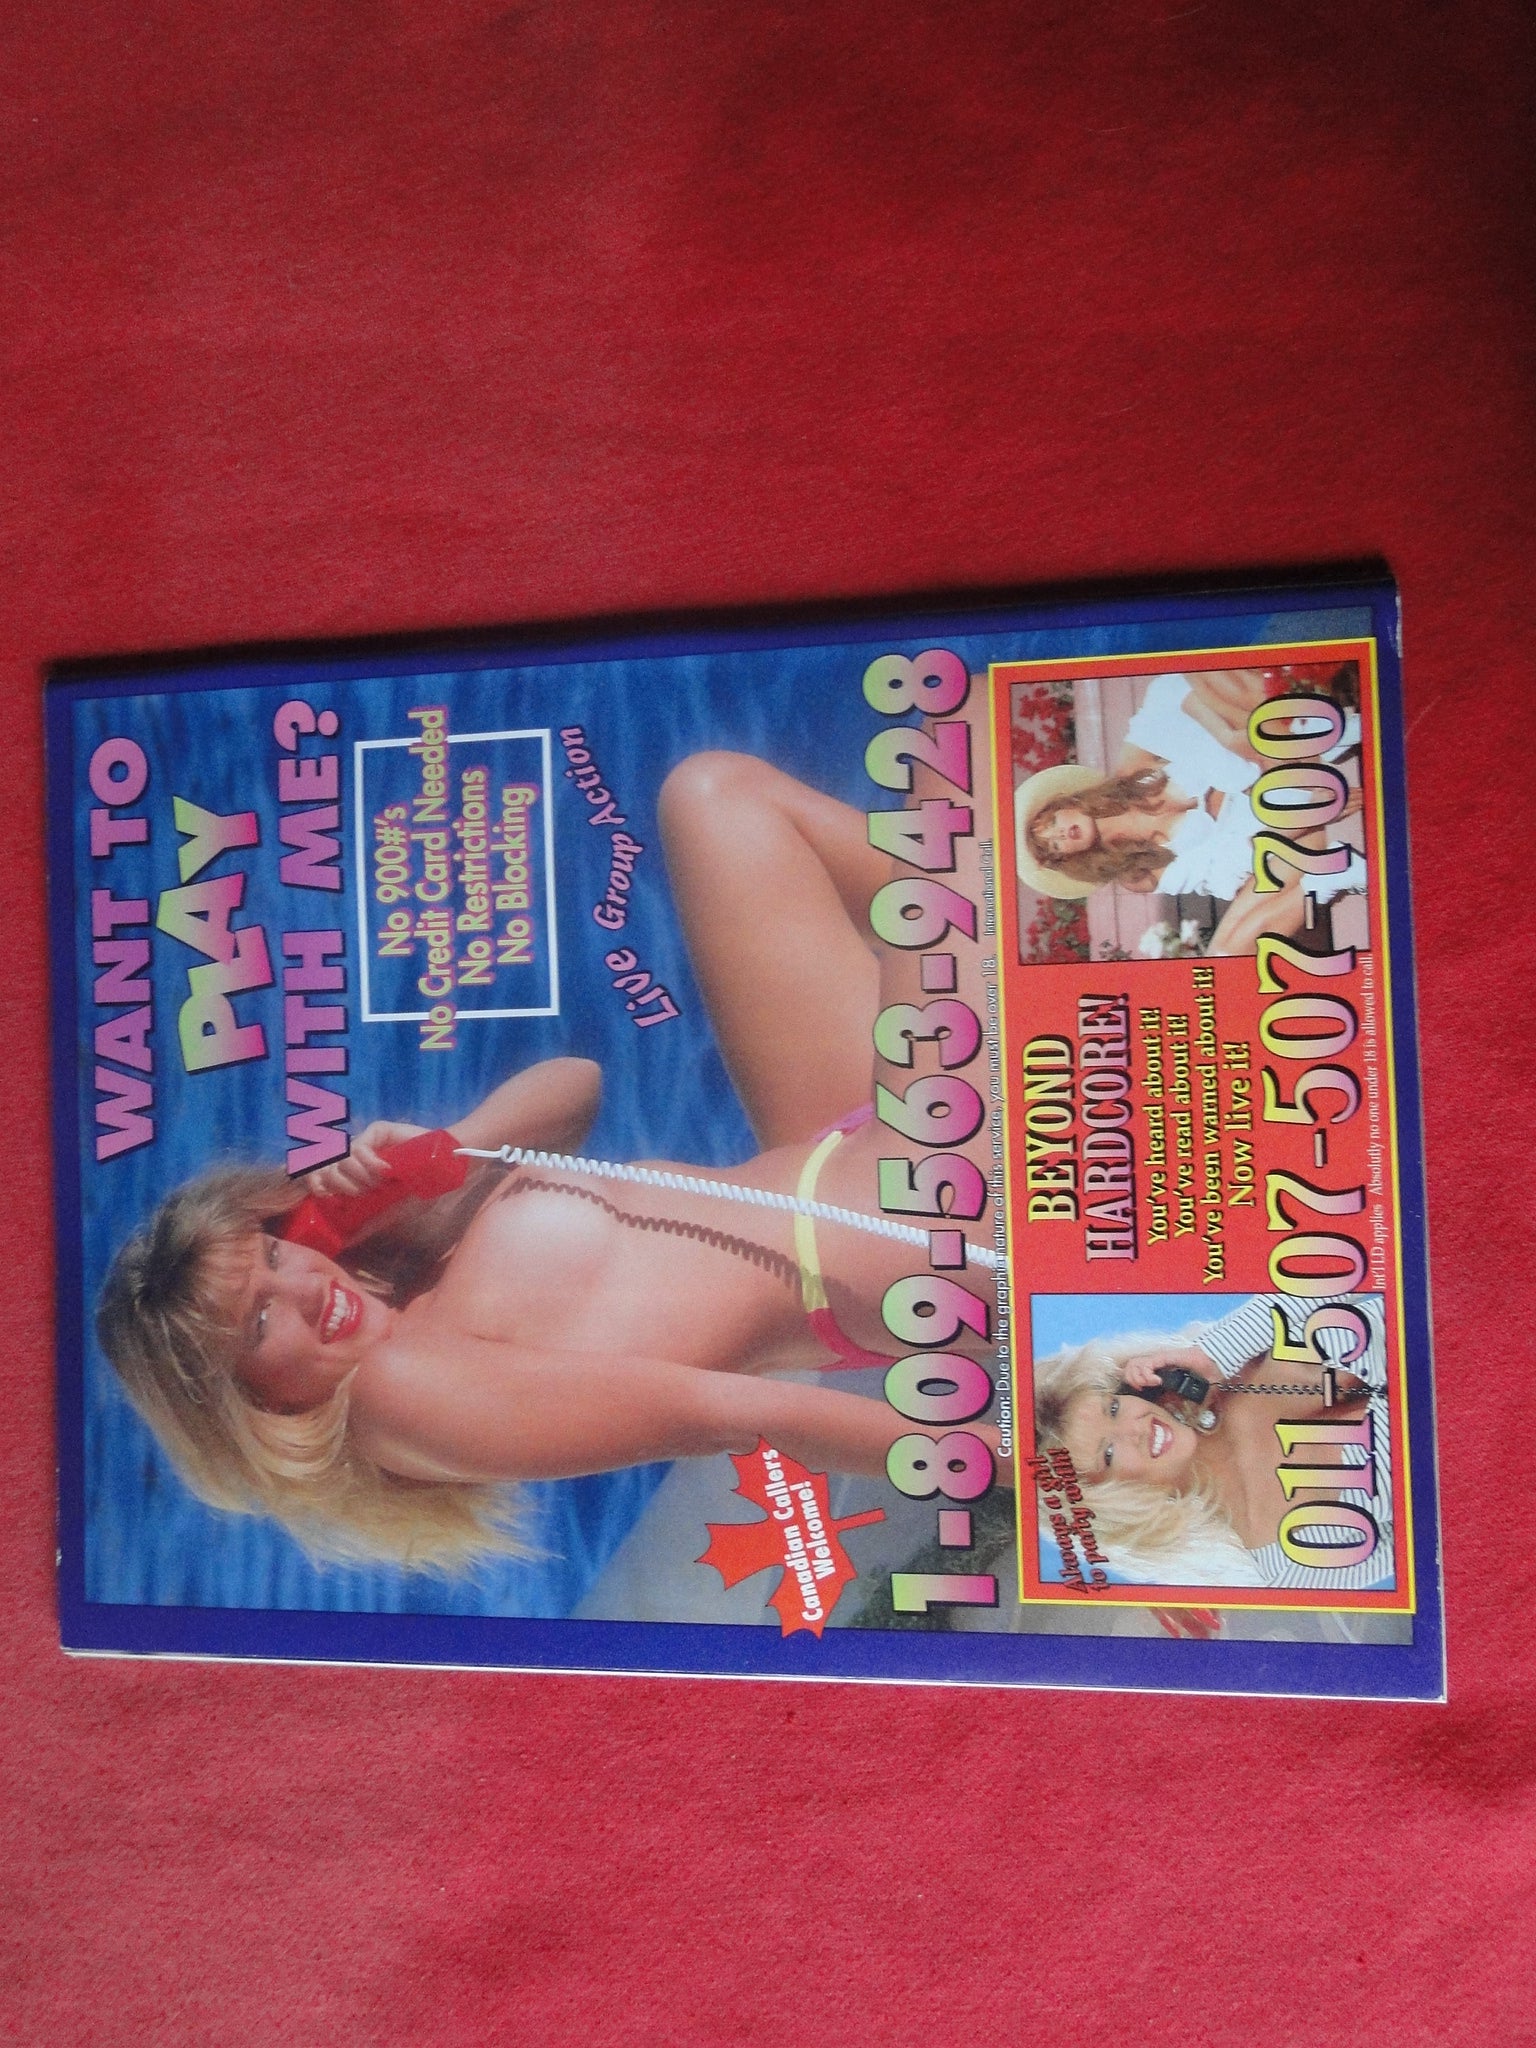 WANT TO
PLAY
WITH ME?
No 900#'s
No Credit Card Needed
No Restrictions
No Blocking
Live Group Action
Canadian Callers
Welcome!
1-809-563-9428
Caution: Due to the graphic nature of this service, you must be over 18. International Call.
Always a girl
to party with!
BEYOND
HARDCORE!
You've heard about it!
You've read about it!
You've been warned about it!
Now live it!
011-507-507-700
Int'l LD applies Absolutly no one under 18 is allowed to call.